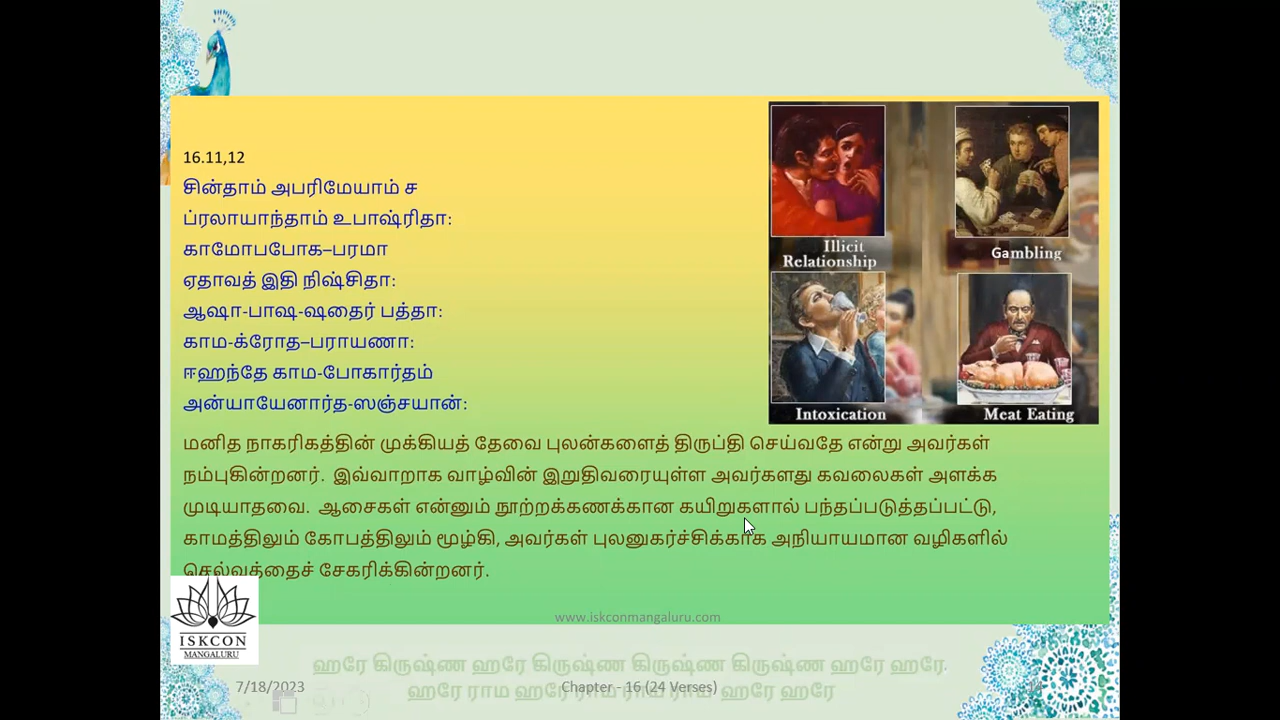 16.11,12
சின்தாம் அபரிமேயாம் ச
ப்ரலாயாந்தாம் உபாஷ்ரிதா:
காமோபபோக–பரமா
ஏதாவத் இதி நிஷ்சிதா:
ஆஷா-பாஷ-ஷதைர் பத்தா:
காம-க்ரோத–பராயணா:
ஈஹந்தே காம-போகார்தம்
அன்யாயேனார்த-ஸஞ்சயான்:
Illicit
Relationship
Gambling
Intoxication
Meat Eating
மனித நாகரிகத்தின் முக்கியத் தேவை புலன்களைத் திருப்தி செய்வதே என்று அவர்கள்
நம்புகின்றனர். இவ்வாறாக வாழ்வின் இறுதிவரையுள்ள அவர்களது கவலைகள் அளக்க
முடியாதவை. ஆசைகள் என்னும் நூற்றக்கணக்கான கயிறுகளால் பந்தப்படுத்தப்பட்டு,
காமத்திலும் கோபத்திலும் மூழ்கி, அவர்கள் புலனுகர்ச்சிக்காக அநியாயமான வழிகளில்
செல்வத்தைச் சேகரிக்கின்றனர்.
www.iskconmangaluru.com
ISKCON
MANGALURU
ஹரே கிருஷ்ண ஹரே கிருஷ்ண கிருஷ்ண கிருஷ்ண ஹரே ஹரே
ஹரே ராம ஹரே ராம ராம ராம ஹரே ஹரே
7/18/2023
Chapter - 16 (24 Verses)